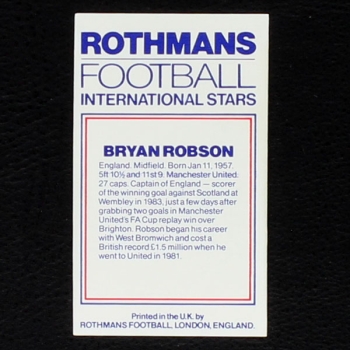 ROTHMANS
FOOTBALL
INTERNATIONAL STARS
BRYAN ROBSON
England. Midfield. Born Jan 11, 1957.
5ft 10½ and 11st 9. Manchester United.
27 caps. Captain of England — scorer
of the winning goal against Scotland at
Wembley in 1983, just a few days after
grabbing two goals in Manchester
United's FA Cup replay win over
Brighton. Robson began his career
with West Bromwich and cost a
British record £1.5 million when he
went to United in 1981.
Printed in the U.K. by
ROTHMANS FOOTBALL, LONDON, ENGLAND.